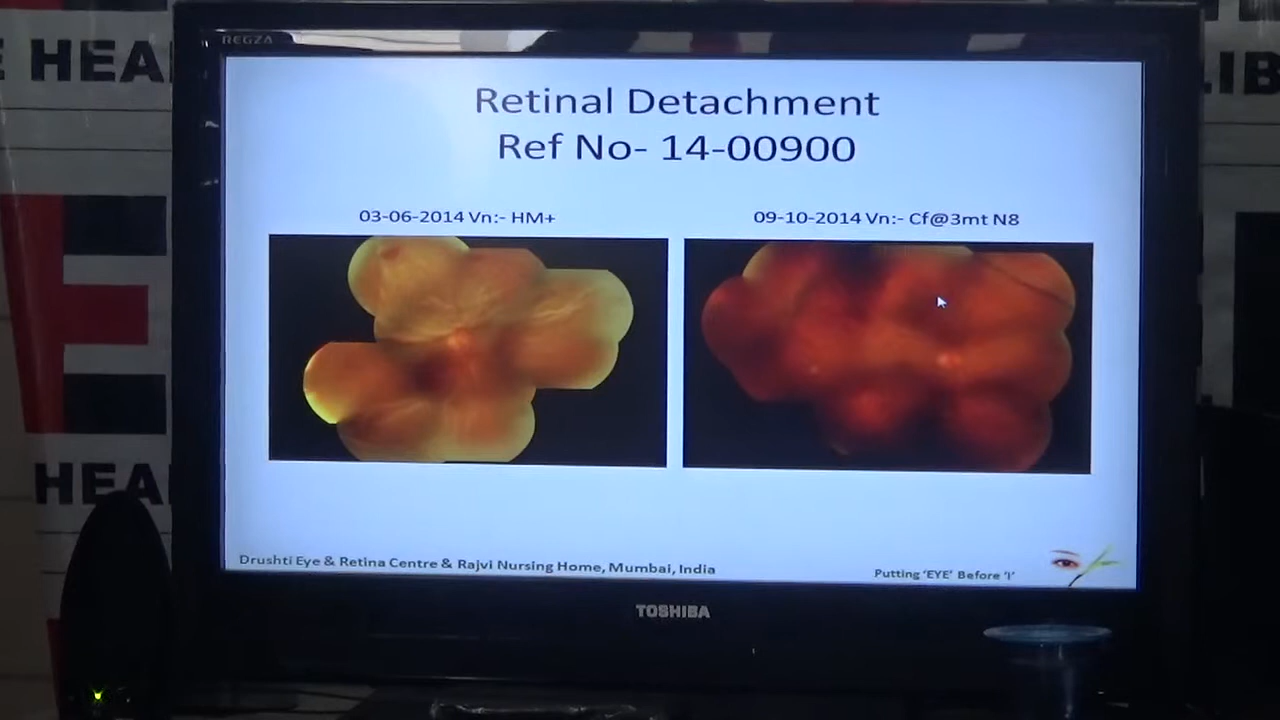 REGZA
E HEA
LIB
Retinal Detachment
Ref No- 14-00900
03-06-2014 Vn:- HM+
09-10-2014 Vn:- Cf@3mt N8
E
HEA
Drushti Eye & Retina Centre & Rajvi Nursing Home, Mumbai, India
Putting ‘EYE’ Before ‘I’
TOSHIBA